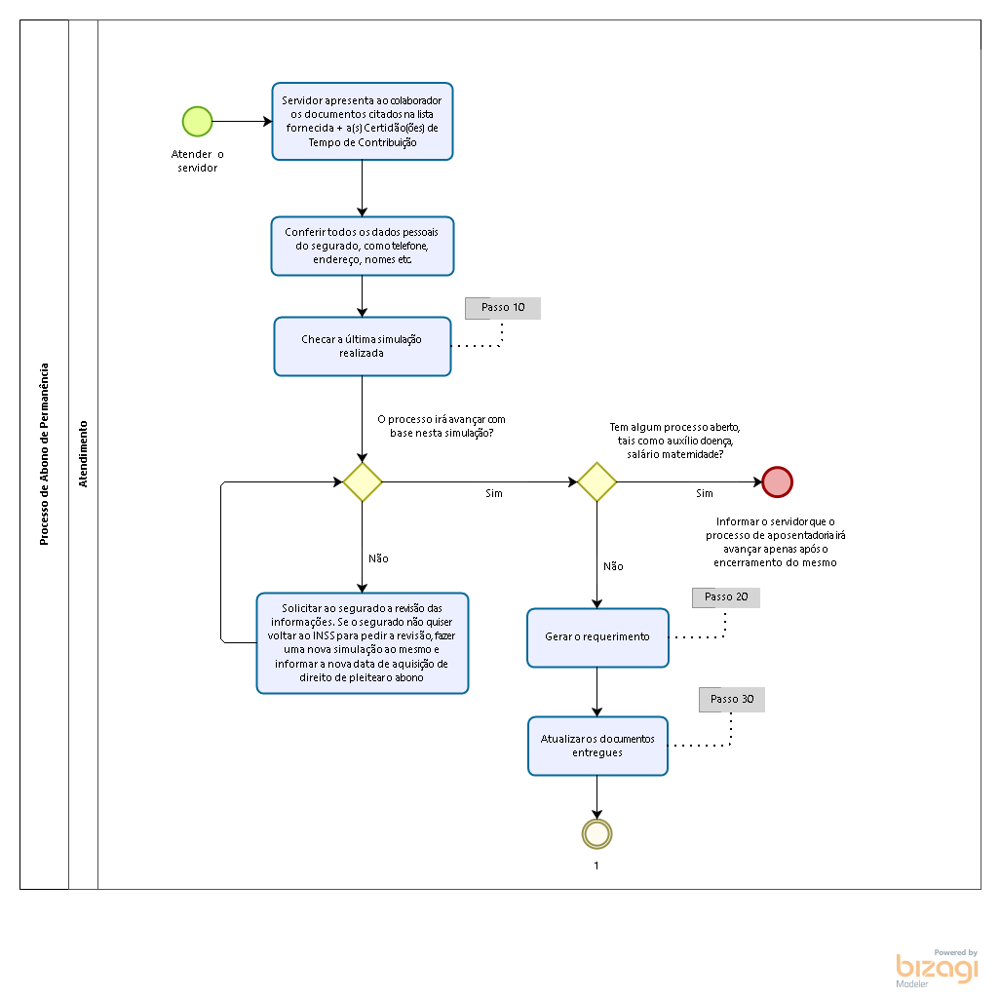 Processo de Abono de Permanência
Atendimento
Atender o
servidor
Servidor apresenta ao colaborador
os documentos citados na lista
fornecida + a(s) Certidão(ões) de
Tempo de Contribuição
Conferir todos os dados pessoais
do segurado, como telefone,
endereço, nomes etc.
Passo 10
Checar a última simulação
realizada
O processo irá avançar com
base nesta simulação?
Tem algum processo aberto,
tais como auxílio doença,
salário maternidade?
Sim
Sim
Informar o servidor que o
processo de aposentadoria irá
avançar apenas após o
encerramento do mesmo
Não
Não
Solicitar ao segurado a revisão das
informações. Se o segurado não quiser
voltar ao INSS para pedir a revisão, fazer
uma nova simulação ao mesmo e
informar a nova data de aquisição de
direito de pleitear o abono
Passo 20
Gerar o requerimento
Passo 30
Atualizar os documentos
entregues
1
Powered by
bizagi
Modeler